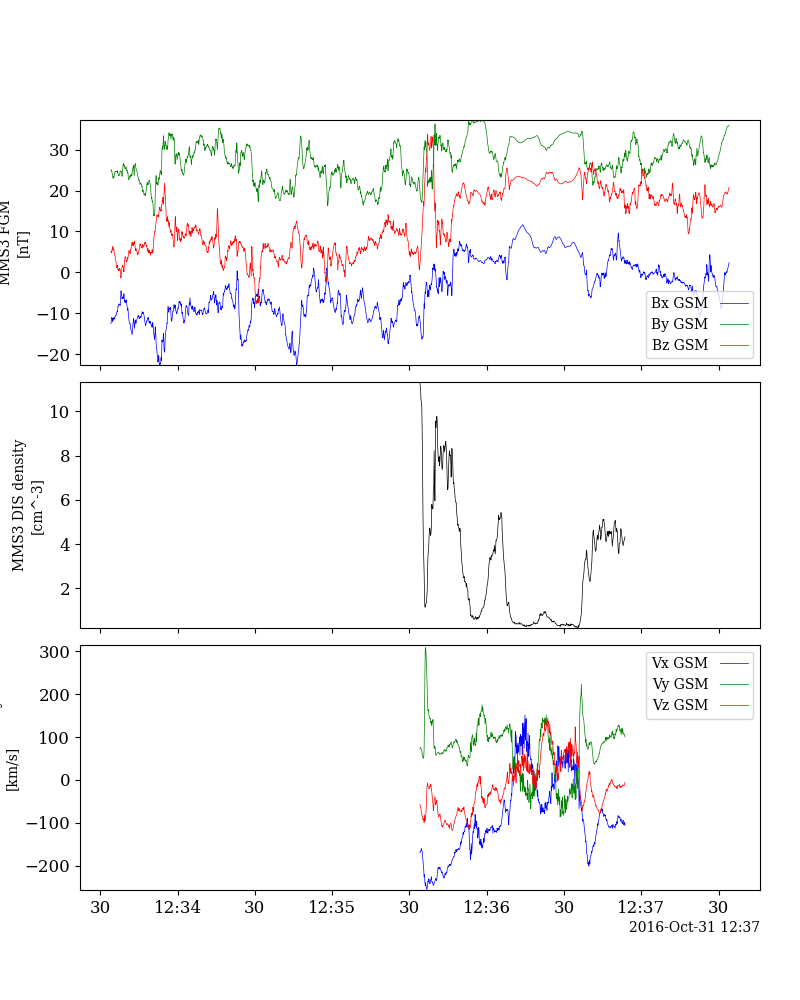 MMS3 FGM
[nT]
30
20
10
0
−10
−20
Bx GSM
By GSM
Bz GSM
MMS3 DIS density
[cm^-3]
10
8
6
4
2
[km/s]
300
200
100
0
−100
−200
Vx GSM
Vy GSM
Vz GSM
30 12:34 30 12:35 30 12:36 30 12:37 30
2016-Oct-31 12:37